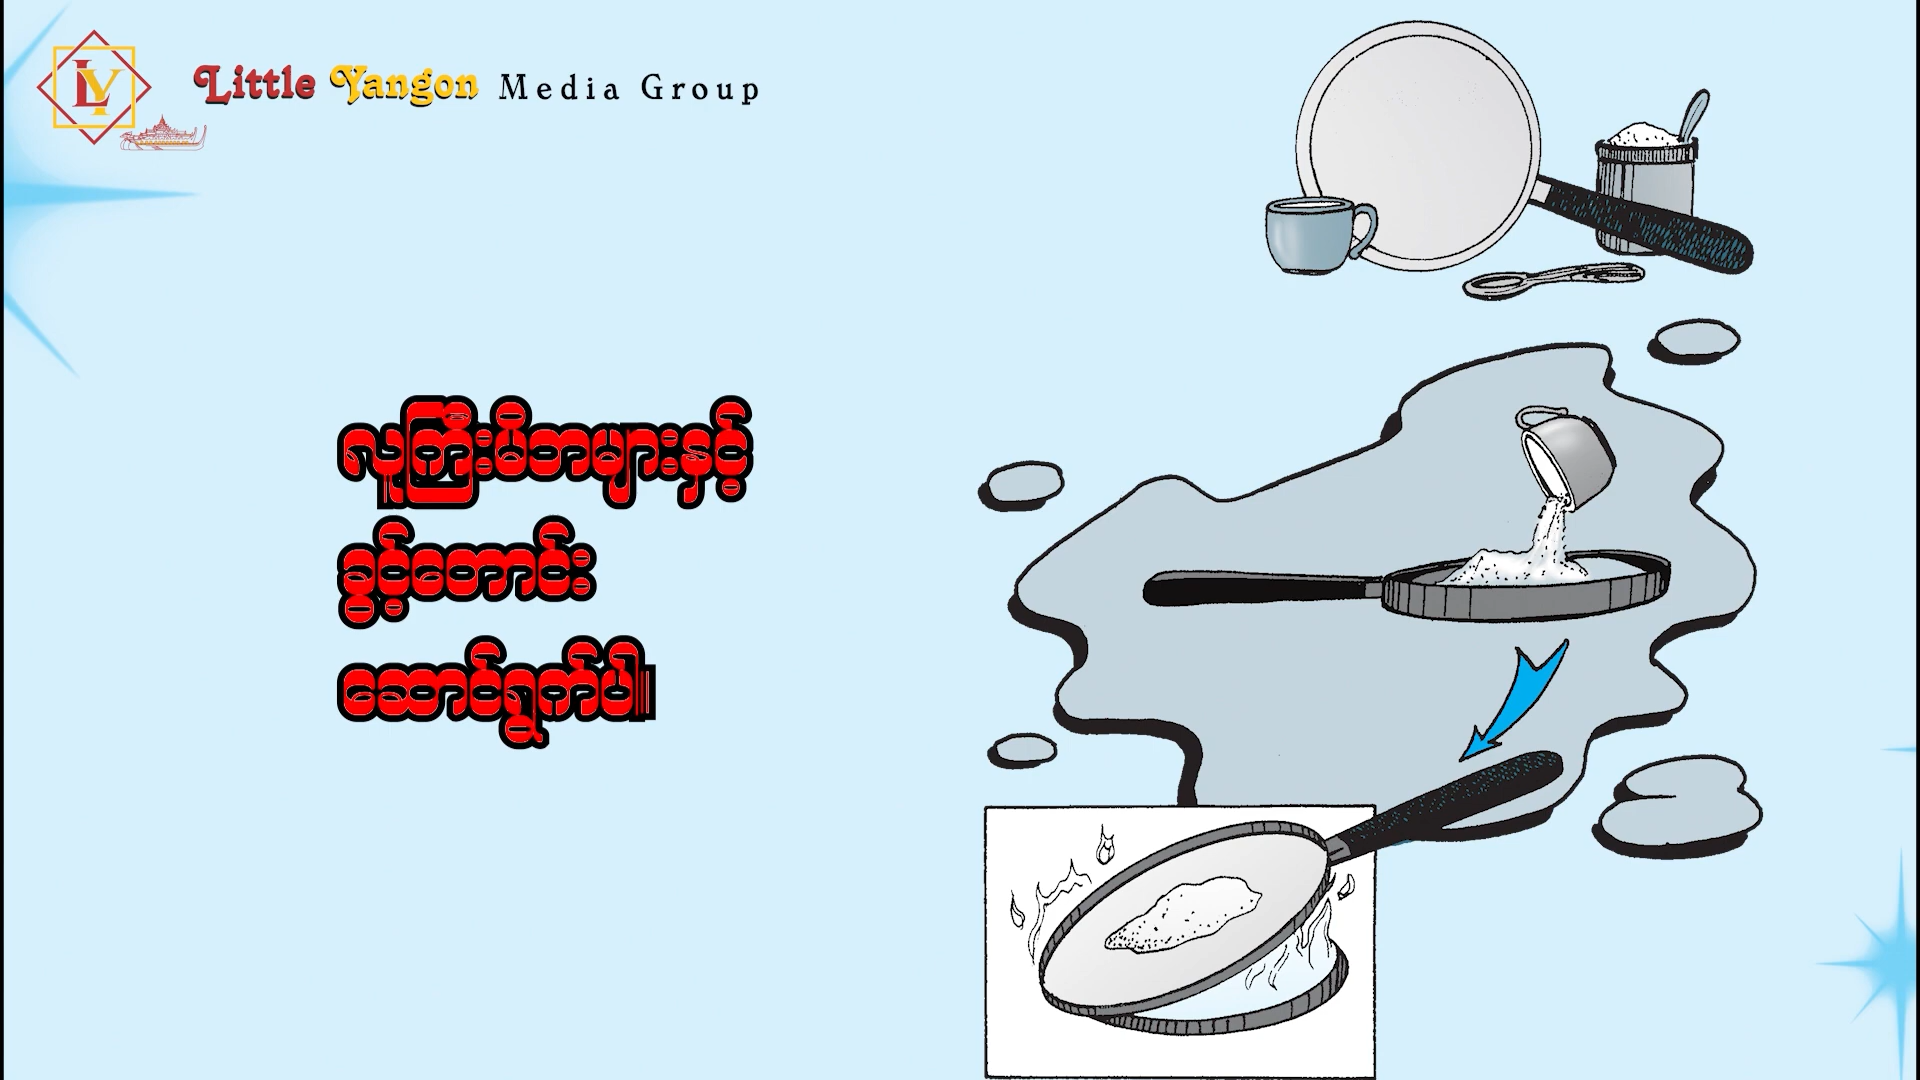 LY
Little Yangon Media Group
လူကြီးမိဘများနှင့်
ခွင့်တောင်း
ဆောင်ရွက်ပါ။